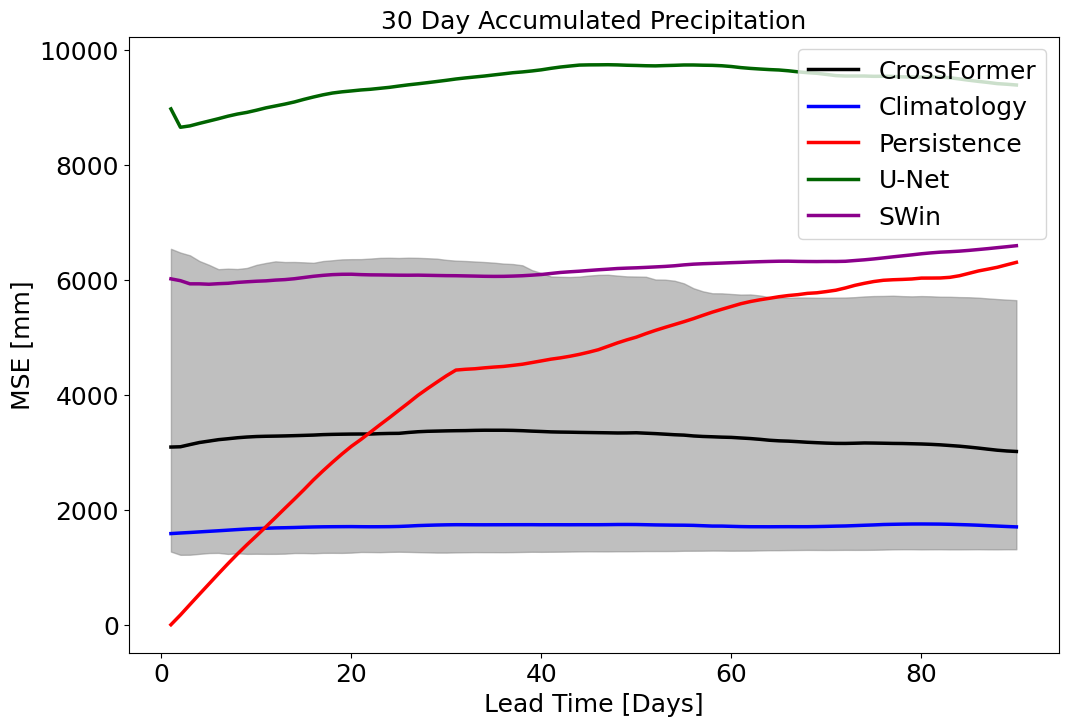 30 Day Accumulated Precipitation
10000
8000
6000
4000
2000
0
MSE [mm]
0 20 40 60 80
Lead Time [Days]
CrossFormer
Climatology
Persistence
U-Net
SWin